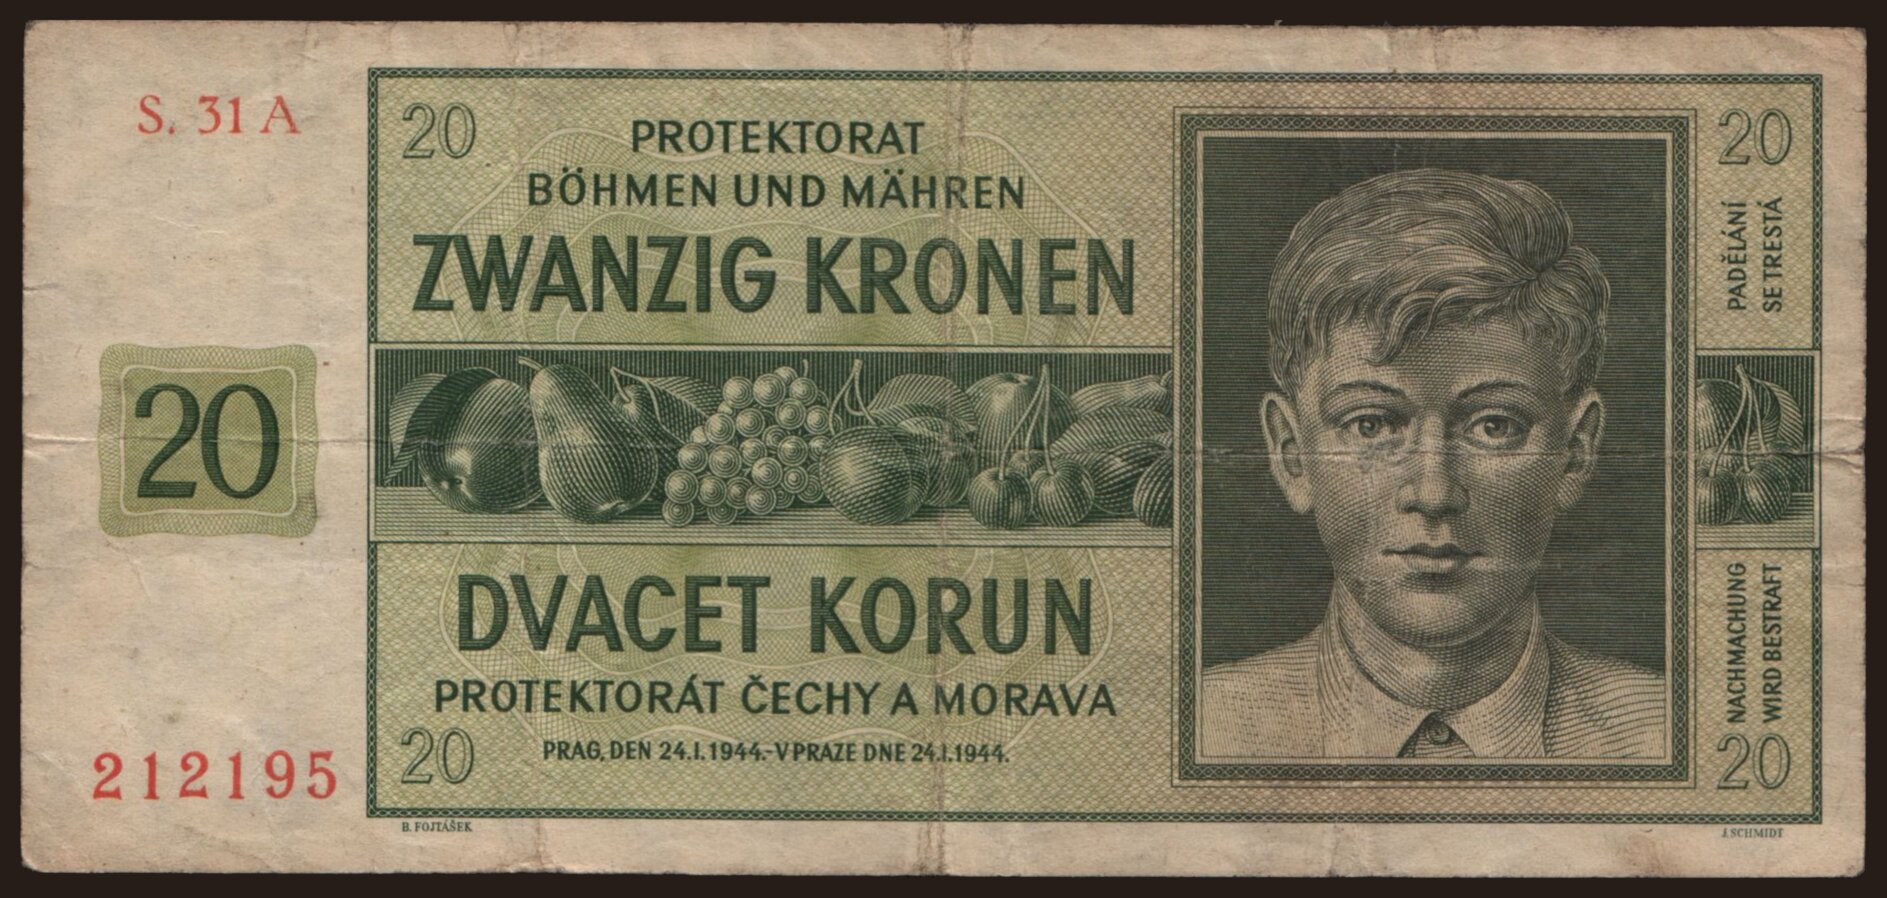 S. 31 A
20
20
PROTEKTORAT
BÖHMEN UND MÄHREN
ZWANZIG KRONEN
PADĚLÁNÍ
SE TRESTÁ
20
DVACET KORUN
PROTEKTORÁT ČECHY A MORAVA
PRAG, DEN 24.I.1944.-V PRAZE DNE 24.I.1944.
NACHMACHUNG
WIRD BESTRAFT
212195
20
20
B. FOJTÁŠEK
J. SCHMIDT